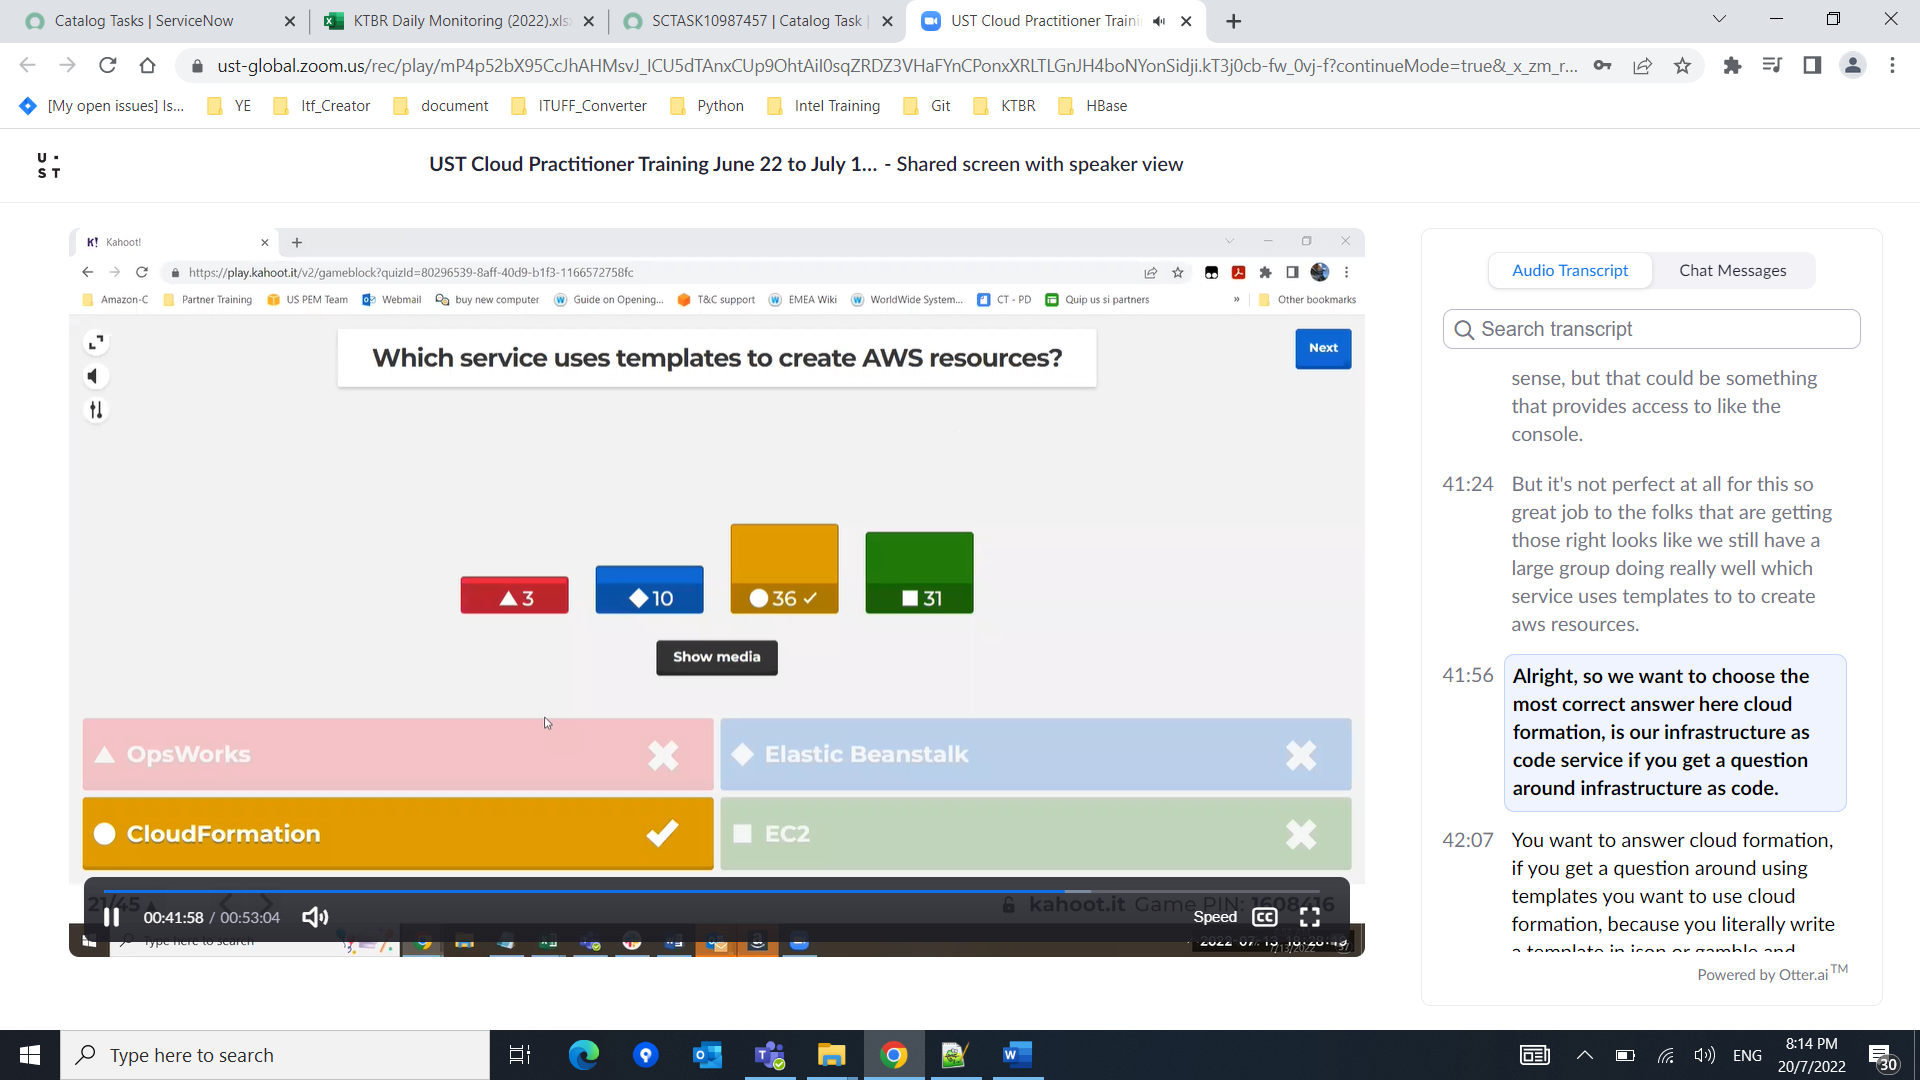 Catalog Tasks | ServiceNow
KTBR Daily Monitoring (2022).xls
SCTASK10987457 | Catalog Task |
UST Cloud Practitioner Traini
ust-global.zoom.us/rec/play/mP4p52bX95CcJhAHMsvJ_ICU5dTAnxCUp9OhtAiI0sqZRDZ3VHaFYnCPonxXRLTLGnJH4boNYonSidji.kT3j0cb-fw_0vj-f?continueMode=true&_x_zm_r...
[My open issues] Is...
YE
Itf_Creator
document
ITUFF_Converter
Python
Intel Training
Git
KTBR
HBase
U
ST
UST Cloud Practitioner Training June 22 to July 1... - Shared screen with speaker view
K! Kahoot!
https://play.kahoot.it/v2/gameblock?quizId=80296539-8aff-40d9-b1f3-1166572758fc
Amazon-C
Partner Training
US PEM Team
Webmail
buy new computer
Guide on Opening...
T&C support
EMEA Wiki
WorldWide System...
CT - PD
Quip us si partners
»
Other bookmarks
Which service uses templates to create AWS resources?
Next
3
10
36
31
Show media
OpsWorks
Elastic Beanstalk
CloudFormation
EC2
21/45
kahoot.it Game PIN: 1608416
00:41:58 / 00:53:04
Speed
CC
Type here to search
2022-07-13 18:28:49
7/13/2022
Audio Transcript
Chat Messages
Search transcript
sense, but that could be something
that provides access to like the
console.
41:24
But it's not perfect at all for this so
great job to the folks that are getting
those right looks like we still have a
large group doing really well which
service uses templates to to create
aws resources.
41:56
Alright, so we want to choose the
most correct answer here cloud
formation, is our infrastructure as
code service if you get a question
around infrastructure as code.
42:07
You want to answer cloud formation,
if you get a question around using
templates you want to use cloud
formation, because you literally write
a template in json or gamble and
Powered by Otter.ai TM
Type here to search
ENG
8:14 PM
20/7/2022
30